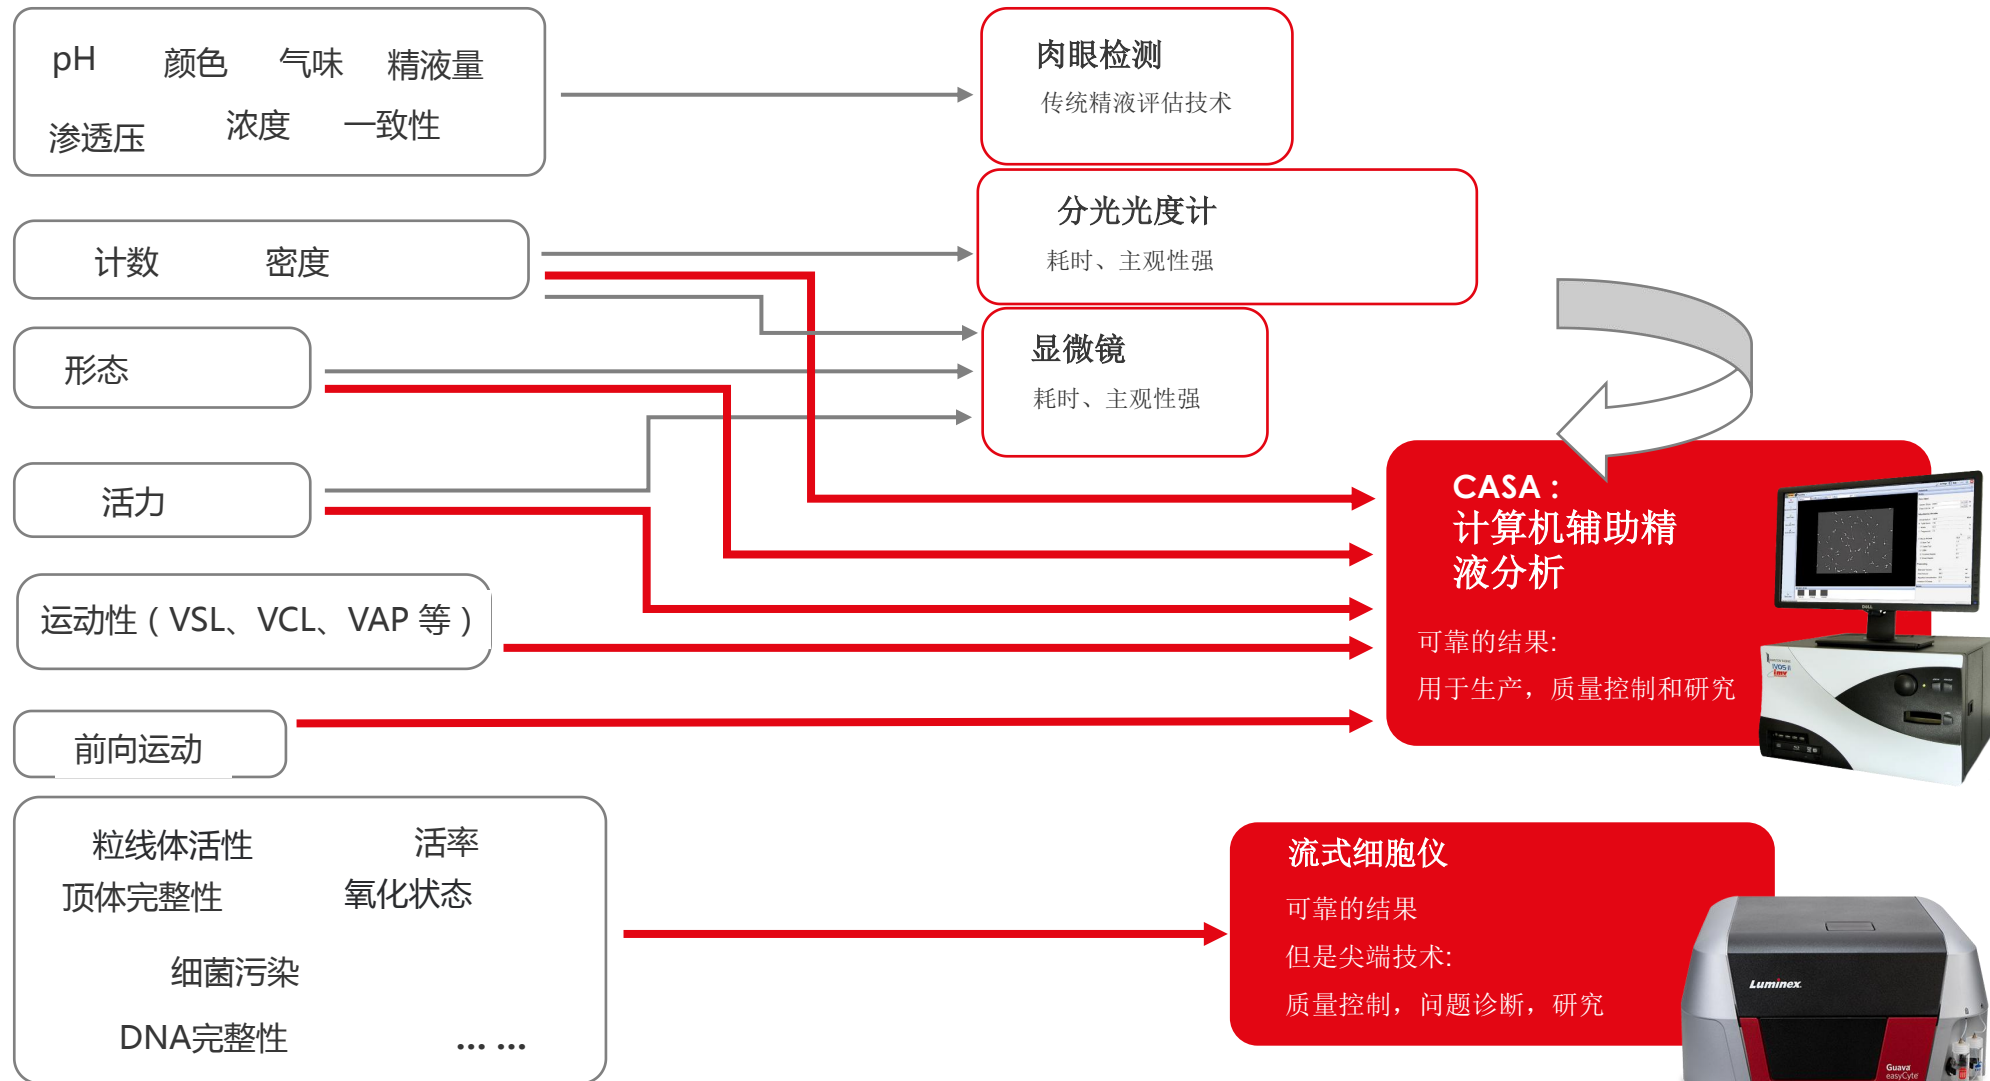 pH 颜色 气味 精液量
渗透压 浓度 一致性
肉眼检测
传统精液评估技术
计数 密度
分光光度计
耗时、主观性强
形态
显微镜
耗时、主观性强
活力
运动性（VSL、VCL、VAP 等）
前向运动
CASA :
计算机辅助精
液分析
可靠的结果:
用于生产，质量控制和研究
DELL
IVOS II
imv
粒线体活性 活率
顶体完整性 氧化状态
细菌污染
DNA完整性 ... ...
流式细胞仪
可靠的结果
但是尖端技术:
质量控制，问题诊断，研究
Luminex
Guava
easyCyte